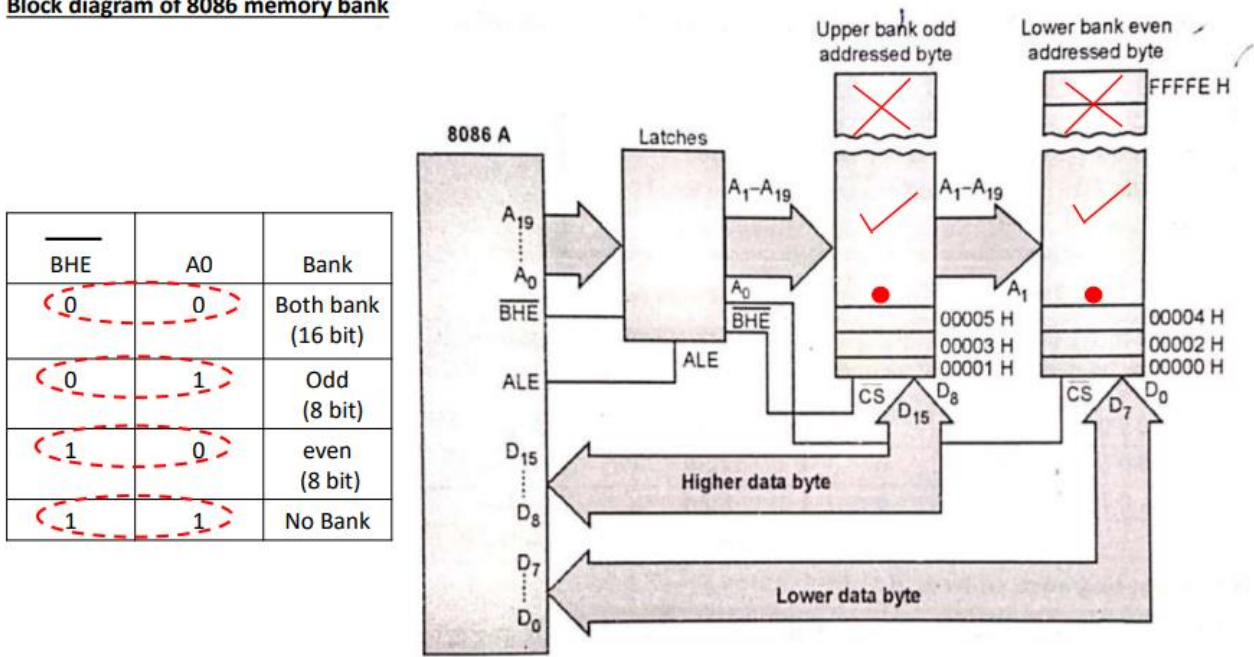 Block diagram of 8086 memory bank
BHE A0 Bank
0 0 Both bank
(16 bit)
0 1 Odd
(8 bit)
1 0 even
(8 bit)
1 1 No Bank
Upper bank odd
addressed byte
Lower bank even
addressed byte
FFFFE H
8086 A
Latches
A19
A0
BHE
ALE
D15
D8
D7
D0
A1–A19
A0
BHE
ALE
A1–A19
A1
00005 H
00003 H
00001 H
00004 H
00002 H
00000 H
CS
D15
D8
CS
D7
D0
Higher data byte
Lower data byte